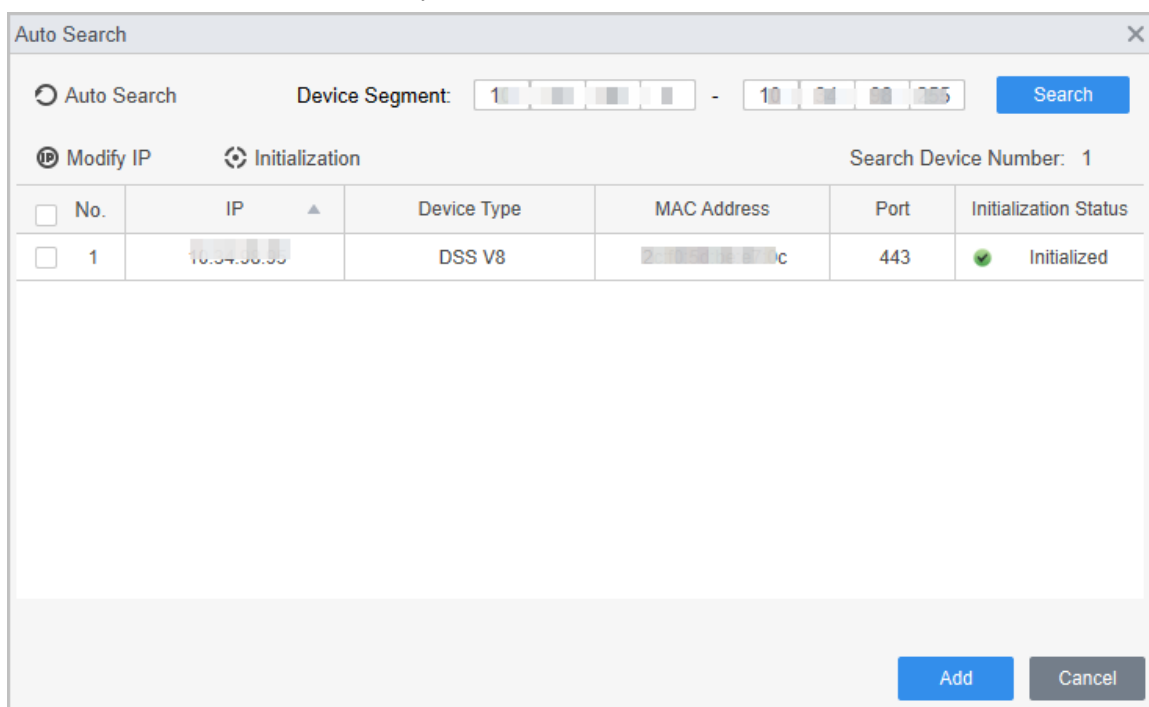 Auto Search
Auto Search Device Segment: - Search
Modify IP Initialization Search Device Number: 1
No. IP Device Type MAC Address Port Initialization Status
1 DSS V8 443 Initialized
Add Cancel